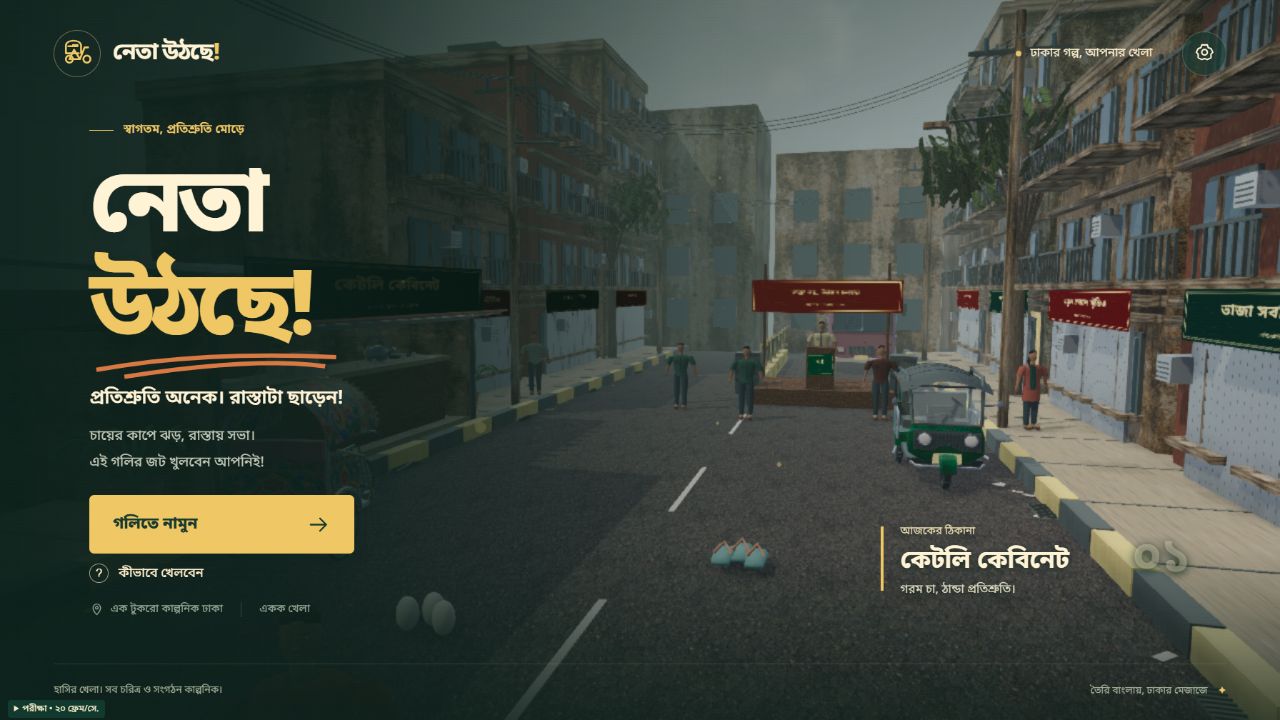 নেতা উঠছে!
ঢাকার গল্প, আপনার খেলা
স্বাগতম, প্রতিশ্রুতি মোড়ে
নেতা
উঠছে!
প্রতিশ্রুতি অনেক। রাস্তাটা ছাড়েন!
চায়ের কাপে ঝড়, রাস্তায় সভা।
এই গলির জট খুলবেন আপনিই!
গলিতে নামুন
? কীভাবে খেলবেন
এক টুকরো কাল্পনিক ঢাকা
একক খেলা
কেটলি কেবিনেট
তাজা
আজকের ঠিকানা
কেটলি কেবিনেট
গরম চা, ঠান্ডা প্রতিশ্রুতি।
০১
হাসির খেলা। সব চরিত্র ও সংগঠন কাল্পনিক।
তৈরি বাংলায়, ঢাকার মেজাজে
পরীক্ষা • ২০ ফ্রেম/সে.